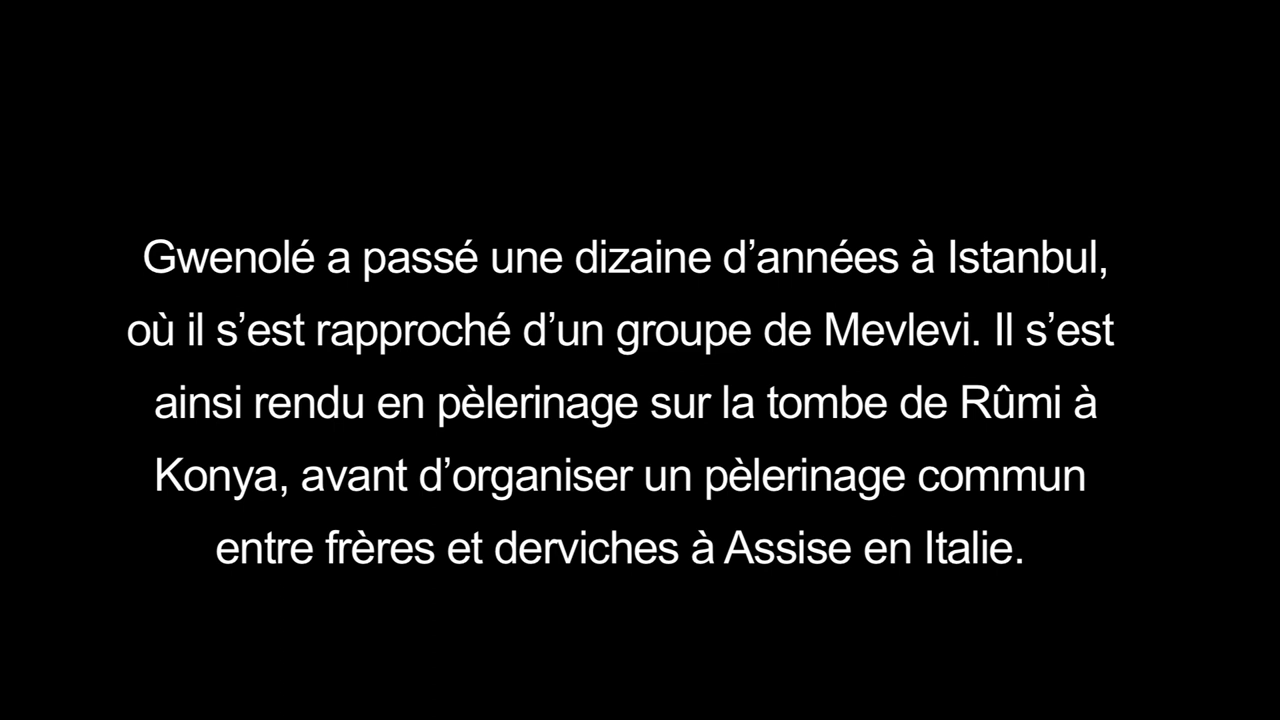 Gwenolé a passé une dizaine d’années à Istanbul,
où il s’est rapproché d’un groupe de Mevlevi. Il s’est
ainsi rendu en pèlerinage sur la tombe de Rûmi à
Konya, avant d’organiser un pèlerinage commun
entre frères et derviches à Assise en Italie.